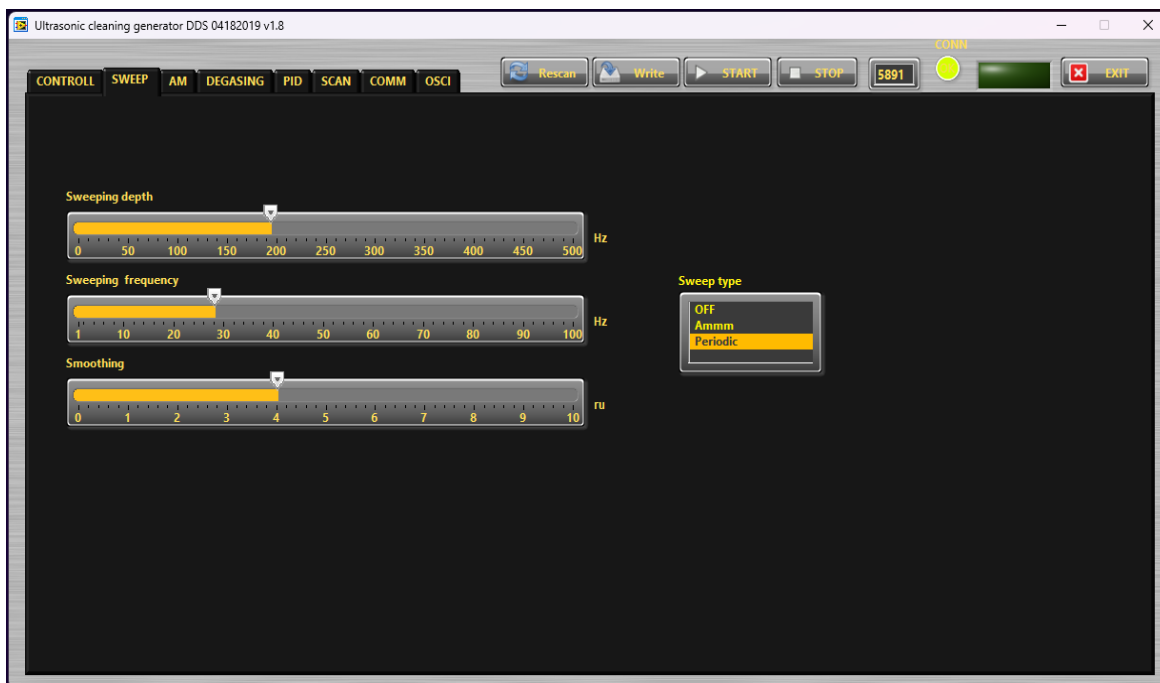 Ultrasonic cleaning generator DDS 04182019 v1.8
CONN
CONTROLL SWEEP AM DEGASING PID SCAN COMM OSCI Rescan Write START STOP 5891 EXIT
Sweeping depth
0 50 100 150 200 250 300 350 400 450 500 Hz
Sweeping frequency
1 10 20 30 40 50 60 70 80 90 100 Hz
Smoothing
0 1 2 3 4 5 6 7 8 9 10 ru
Sweep type
OFF
Ammm
Periodic